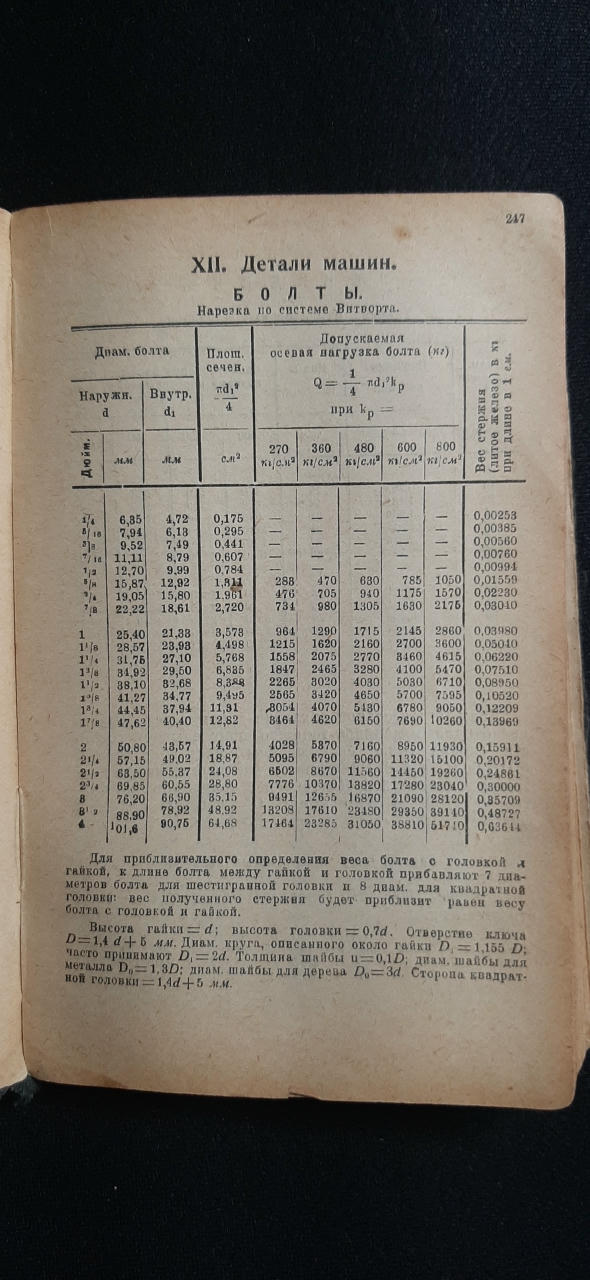 247
XII. Детали машин.
БОЛТЫ.
Нарезка по системе Витворта.
Диам. болта
Площ. сечен. πd₁²/4
Допускаемая осевая нагрузка болта (кг)
Q = 1/4 πd₁²kp
при kp =
Вес стержня (литое железо) в кг при длине в 1 см.
Наружн. d
Внутр. d₁
Дюйм. мм мм см²
270 кг/см² 360 кг/см² 480 кг/см² 600 кг/см² 800 кг/см²
1/4 6,35 4,72 0,175 — — — — — 0,00253
5/16 7,94 6,13 0,295 — — — — — 0,00385
3/8 9,52 7,49 0,441 — — — — — 0,00560
7/16 11,11 8,79 0,607 — — — — — 0,00760
1/2 12,70 9,99 0,784 — — — — — 0,00994
5/8 15,87 12,92 1,311 288 470 630 785 1050 0,01559
3/4 19,05 15,80 1.961 476 705 940 1175 1570 0,02230
7/8 22,22 18,61 2,720 734 980 1305 1630 2175 0,03040
1 25,40 21,33 3,573 964 1290 1715 2145 2860 0,03980
1 1/8 28,57 23,93 4,498 1215 1620 2160 2700 3600 0,05040
1 1/4 31,75 27,10 5,768 1558 2075 2770 3460 4615 0,06220
1 3/8 34,92 29,50 6,835 1847 2465 3280 4100 5470 0,07510
1 1/2 38,10 32,68 8,388 2265 3020 4030 5030 6710 0,08950
1 5/8 41,27 34,77 9,495 2565 3420 4650 5700 7595 0,10520
1 3/4 44,45 37,94 11,31 3054 4070 5430 6780 9050 0,12209
1 7/8 47,62 40,40 12,82 3464 4620 6150 7690 10260 0,13969
2 50,80 43,57 14,91 4028 5370 7160 8950 11930 0,15911
2 1/4 57,15 49,02 18,87 5095 6790 9060 11320 15100 0,20172
2 1/2 63,50 55,37 24,08 6502 8670 11560 14450 19260 0,24861
2 3/4 69,85 60,55 28,80 7776 10370 13820 17280 23040 0,30000
3 76,20 66,90 35,15 9491 12655 16870 21090 28120 0,35709
3 1/2 88,90 78,92 48,92 13208 17610 23480 29350 39140 0,48727
4 101,6 90,75 64,68 17464 23285 31050 38810 51740 0,63644
Для приблизительного определения веса болта с головкой и
гайкой, к длине болта между гайкой и головкой прибавляют 7 диа-
метров болта для шестигранной головки и 8 диам. для квадратной
головки: вес полученного стержня будет приблизит равен весу
болта с головкой и гайкой.
Высота гайки = d; высота головки = 0,7d. Отверстие ключа
D = 1,4 d + 5 мм. Диам. круга, описанного около гайки D₁ = 1,155 D;
часто принимают D₁ = 2d. Толщина шайбы u = 0,1D; диам. шайбы для
металла D₀ = 1,3D; диам. шайбы для дерева D₀ = 3d. Сторона квадрат-
ной головки = 1,4d + 5 мм.